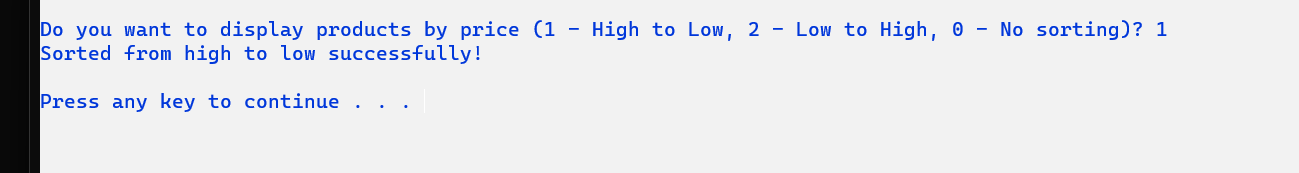 Do you want to display products by price (1 - High to Low, 2 - Low to High, 0 - No sorting)? 1
Sorted from high to low successfully!
Press any key to continue . . .